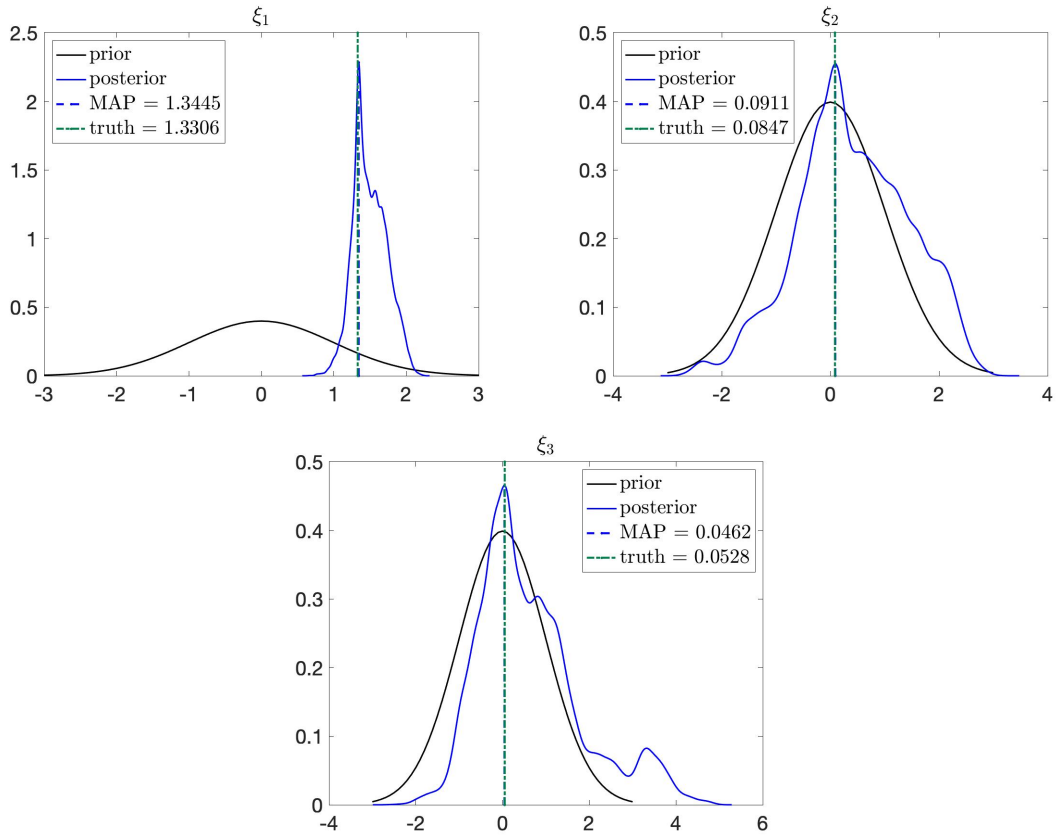 ξ₁
2.5
2
1.5
1
0.5
0
-3
-2
-1
0
1
2
3
prior
posterior
MAP = 1.3445
truth = 1.3306
ξ₂
0.5
0.4
0.3
0.2
0.1
0
-4
-2
0
2
4
prior
posterior
MAP = 0.0911
truth = 0.0847
ξ₃
0.5
0.4
0.3
0.2
0.1
0
-4
-2
0
2
4
6
prior
posterior
MAP = 0.0462
truth = 0.0528